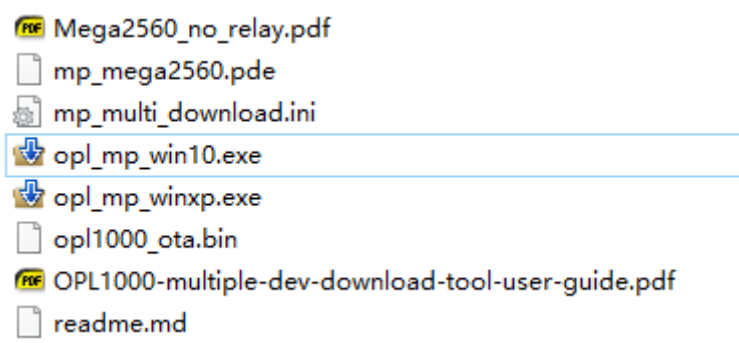 Mega2560_no_relay.pdf
mp_mega2560.pde
mp_multi_download.ini
opl_mp_win10.exe
opl_mp_winxp.exe
opl1000_ota.bin
OPL1000-multiple-dev-download-tool-user-guide.pdf
readme.md